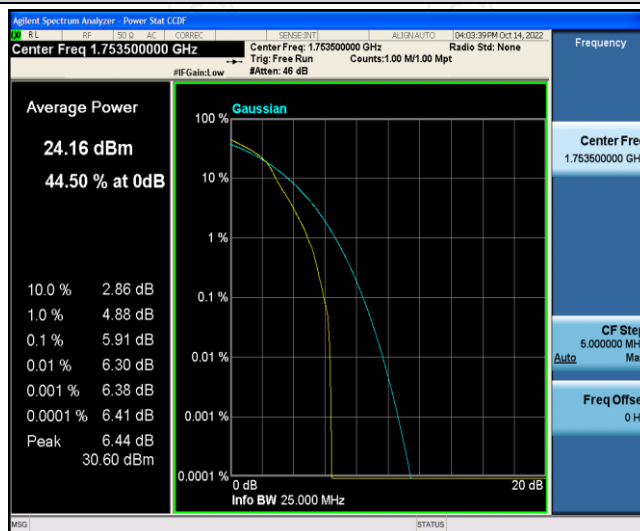 Agilent Spectrum Analyzer - Power Stat CCDF
RL RF 50 Ω AC CORREC SENSE:INT ALIGNAUTO 04:03:39PM Oct 14, 2022
Center Freq 1.753500000 GHz
Center Freq: 1.753500000 GHz Radio Std: None
Trig: Free Run Counts:1.00 M/1.00 Mpt
#IFGain:Low #Atten: 46 dB
Frequency
Average Power
24.16 dBm
44.50 % at 0dB
10.0 % 2.86 dB
1.0 % 4.88 dB
0.1 % 5.91 dB
0.01 % 6.30 dB
0.001 % 6.38 dB
0.0001 % 6.41 dB
Peak 6.44 dB
30.60 dBm
Gaussian
100 %
10 %
1 %
0.1 %
0.01 %
0.001 %
0.0001 %
0 dB 20 dB
Info BW 25.000 MHz
Center Fre
1.753500000 GH
CF Step
5.000000 MH
Auto Ma
Freq Offse
0 H
MSG STATUS